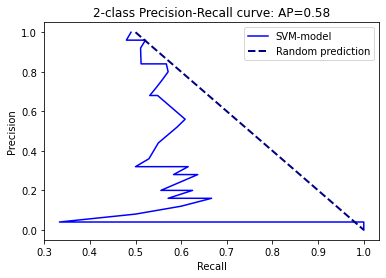 2-class Precision-Recall curve: AP=0.58
SVM-model
Random prediction
Precision
1.0
0.8
0.6
0.4
0.2
0.0
0.3 0.4 0.5 0.6 0.7 0.8 0.9 1.0
Recall